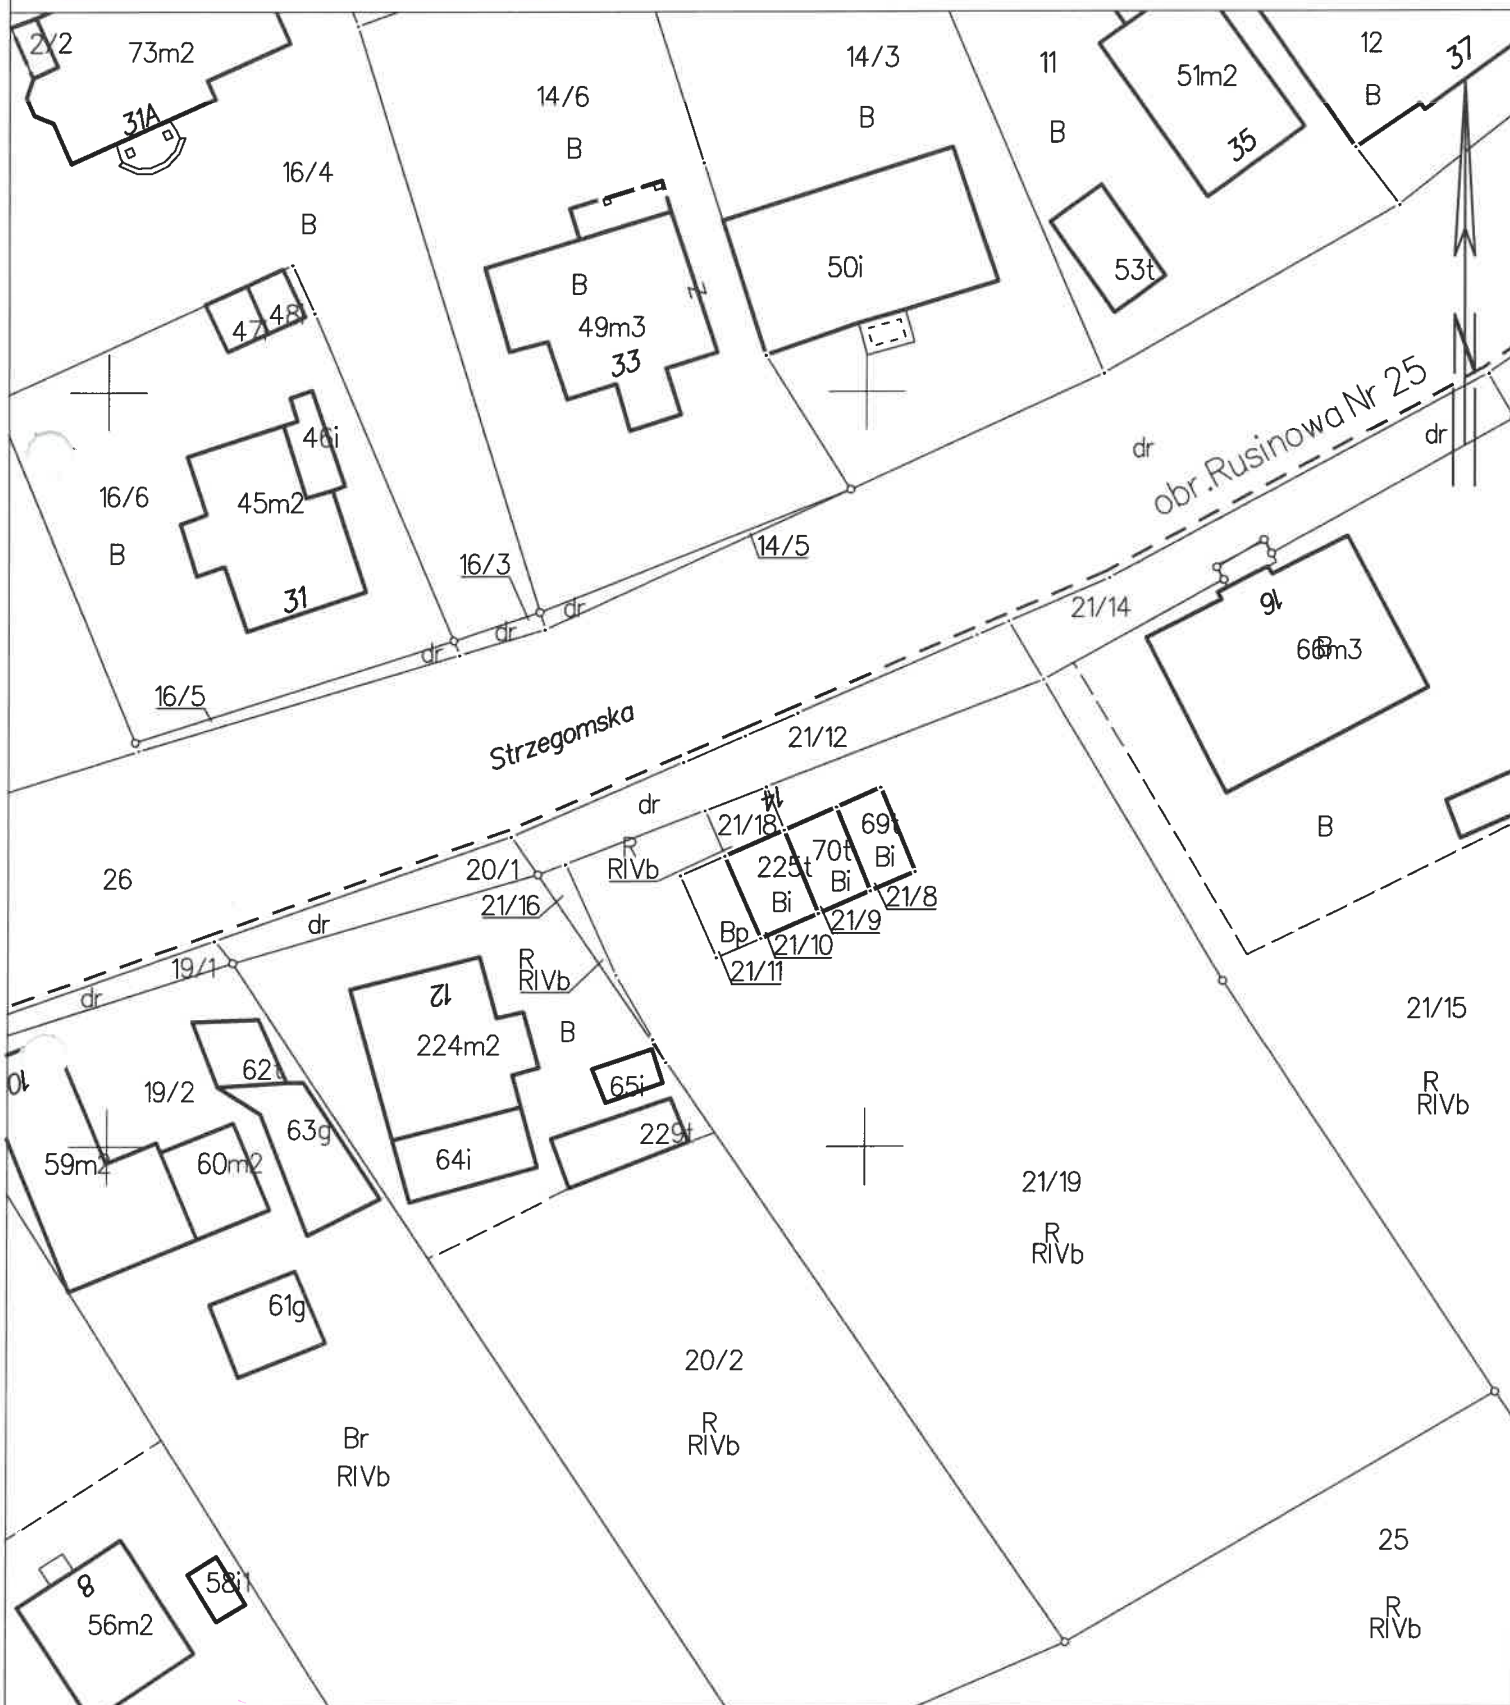 2/2
73m2
31A
16/4
B
14/6
B
14/3
B
11
B
51m2
35
12
B
37
53t
50i
B
49m3
33
47i
48i
46i
45m2
31
16/6
B
16/3
14/5
dr
dr
dr
16/5
dr
obr.Rusinowa Nr 25
dr
Strzegomska
21/14
16
66m3
B
B
21/12
dr
14
21/18
R
RIVb
225t
Bi
70t
Bi
69t
Bi
21/8
21/9
21/10
21/11
Bp
26
20/1
21/16
dr
R
RIVb
19/1
dr
12
224m2
B
65i
229t
64i
10
19/2
62t
63g
59m2
60m2
61g
21/15
R
RIVb
21/19
R
RIVb
20/2
R
RIVb
Br
RIVb
25
R
RIVb
8
56m2
58i1